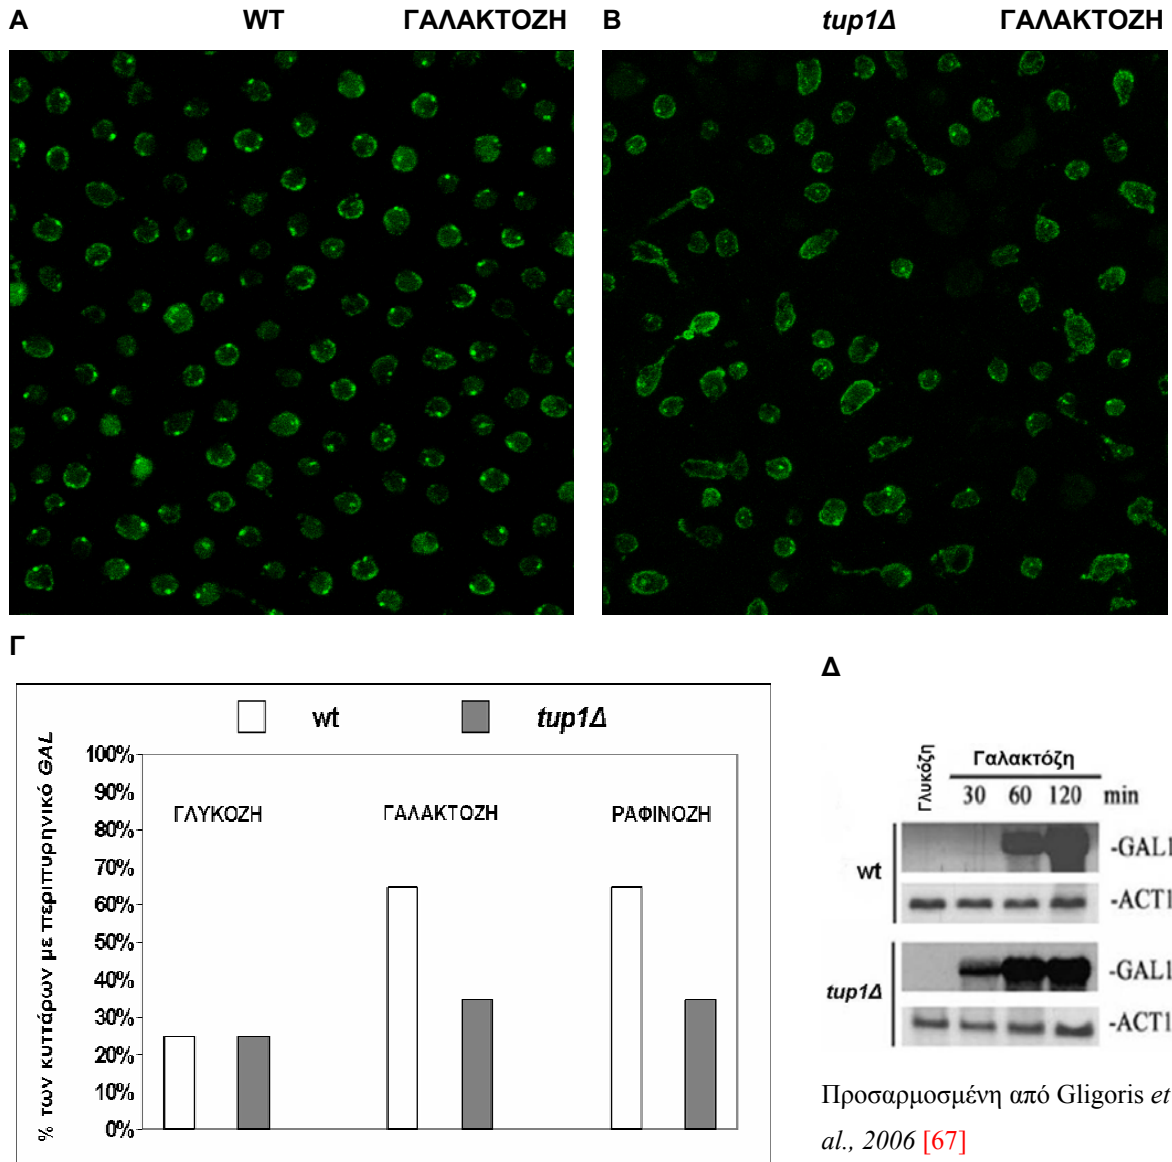 A WT ΓΑΛΑΚΤΟΖΗ B tup1Δ ΓΑΛΑΚΤΟΖΗ
Γ
wt tup1Δ
% των κυττάρων με περιπυρηνικό GAL
100%
90%
80%
70%
60%
50%
40%
30%
20%
10%
0%
ΓΛΥΚΟΖΗ ΓΑΛΑΚΤΟΖΗ ΡΑΦΙΝΟΖΗ
Δ
Γλυκόζη
Γαλακτόζη
30 60 120 min
wt
-GAL1
-ACT1
tup1Δ
-GAL1
-ACT1
Προσαρμοσμένη από Gligoris et
al., 2006 [67]